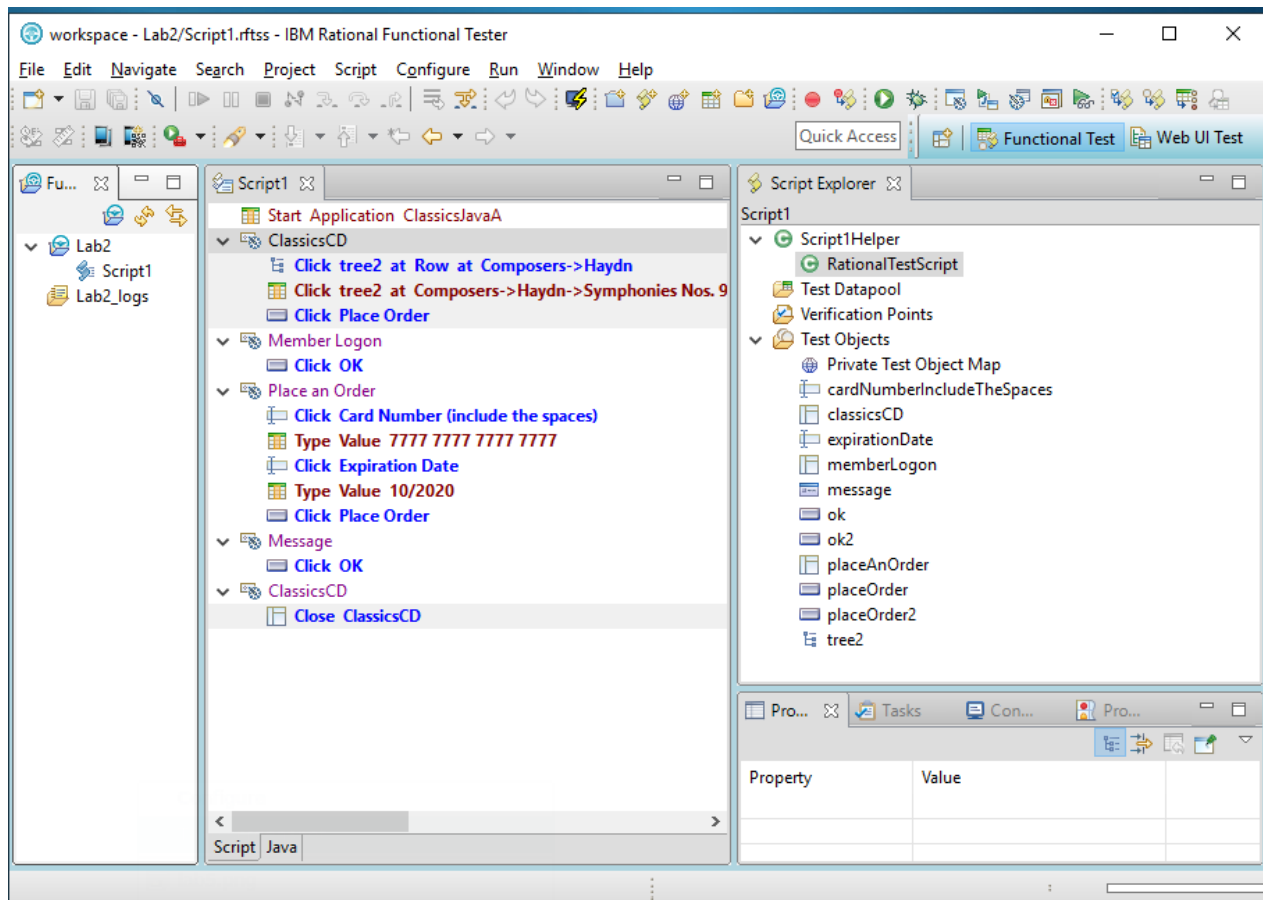 workspace - Lab2/Script1.rftss - IBM Rational Functional Tester
File Edit Navigate Search Project Script Configure Run Window Help
Quick Access
Functional Test
Web UI Test
Fu...
Lab2
Script1
Lab2_logs
Script1
Start Application ClassicsJavaA
ClassicsCD
Click tree2 at Row at Composers->Haydn
Click tree2 at Composers->Haydn->Symphonies Nos. 9
Click Place Order
Member Logon
Click OK
Place an Order
Click Card Number (include the spaces)
Type Value 7777 7777 7777 7777
Click Expiration Date
Type Value 10/2020
Click Place Order
Message
Click OK
ClassicsCD
Close ClassicsCD
Script Java
Script Explorer
Script1
Script1Helper
RationalTestScript
Test Datapool
Verification Points
Test Objects
Private Test Object Map
cardNumberIncludeTheSpaces
classicsCD
expirationDate
memberLogon
message
ok
ok2
placeAnOrder
placeOrder
placeOrder2
tree2
Pro... Tasks Con... Pro...
Property Value